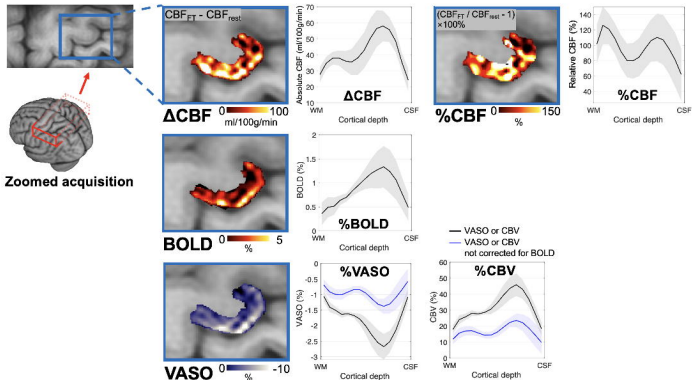 CBF_FT - CBF_rest
ΔCBF
0 100
ml/100g/min
Absolute CBF (ml/100g/min)
70
60
50
40
30
20
10
ΔCBF
WM CSF
Cortical depth
(CBF_FT / CBF_rest - 1)
×100%
%CBF
0 150
%
Relative CBF (%)
140
120
100
80
60
40
%CBF
WM CSF
Cortical depth
Zoomed acquisition
BOLD
0 5
%
BOLD (%)
2
1.5
1
0.5
0
%BOLD
WM CSF
Cortical depth
VASO
0 -10
%
%VASO
VASO (%)
0
-0.5
-1
-1.5
-2
-2.5
-3
WM CSF
Cortical depth
VASO or CBV
VASO or CBV
not corrected for BOLD
%CBV
CBV (%)
60
50
40
30
20
10
0
WM CSF
Cortical depth